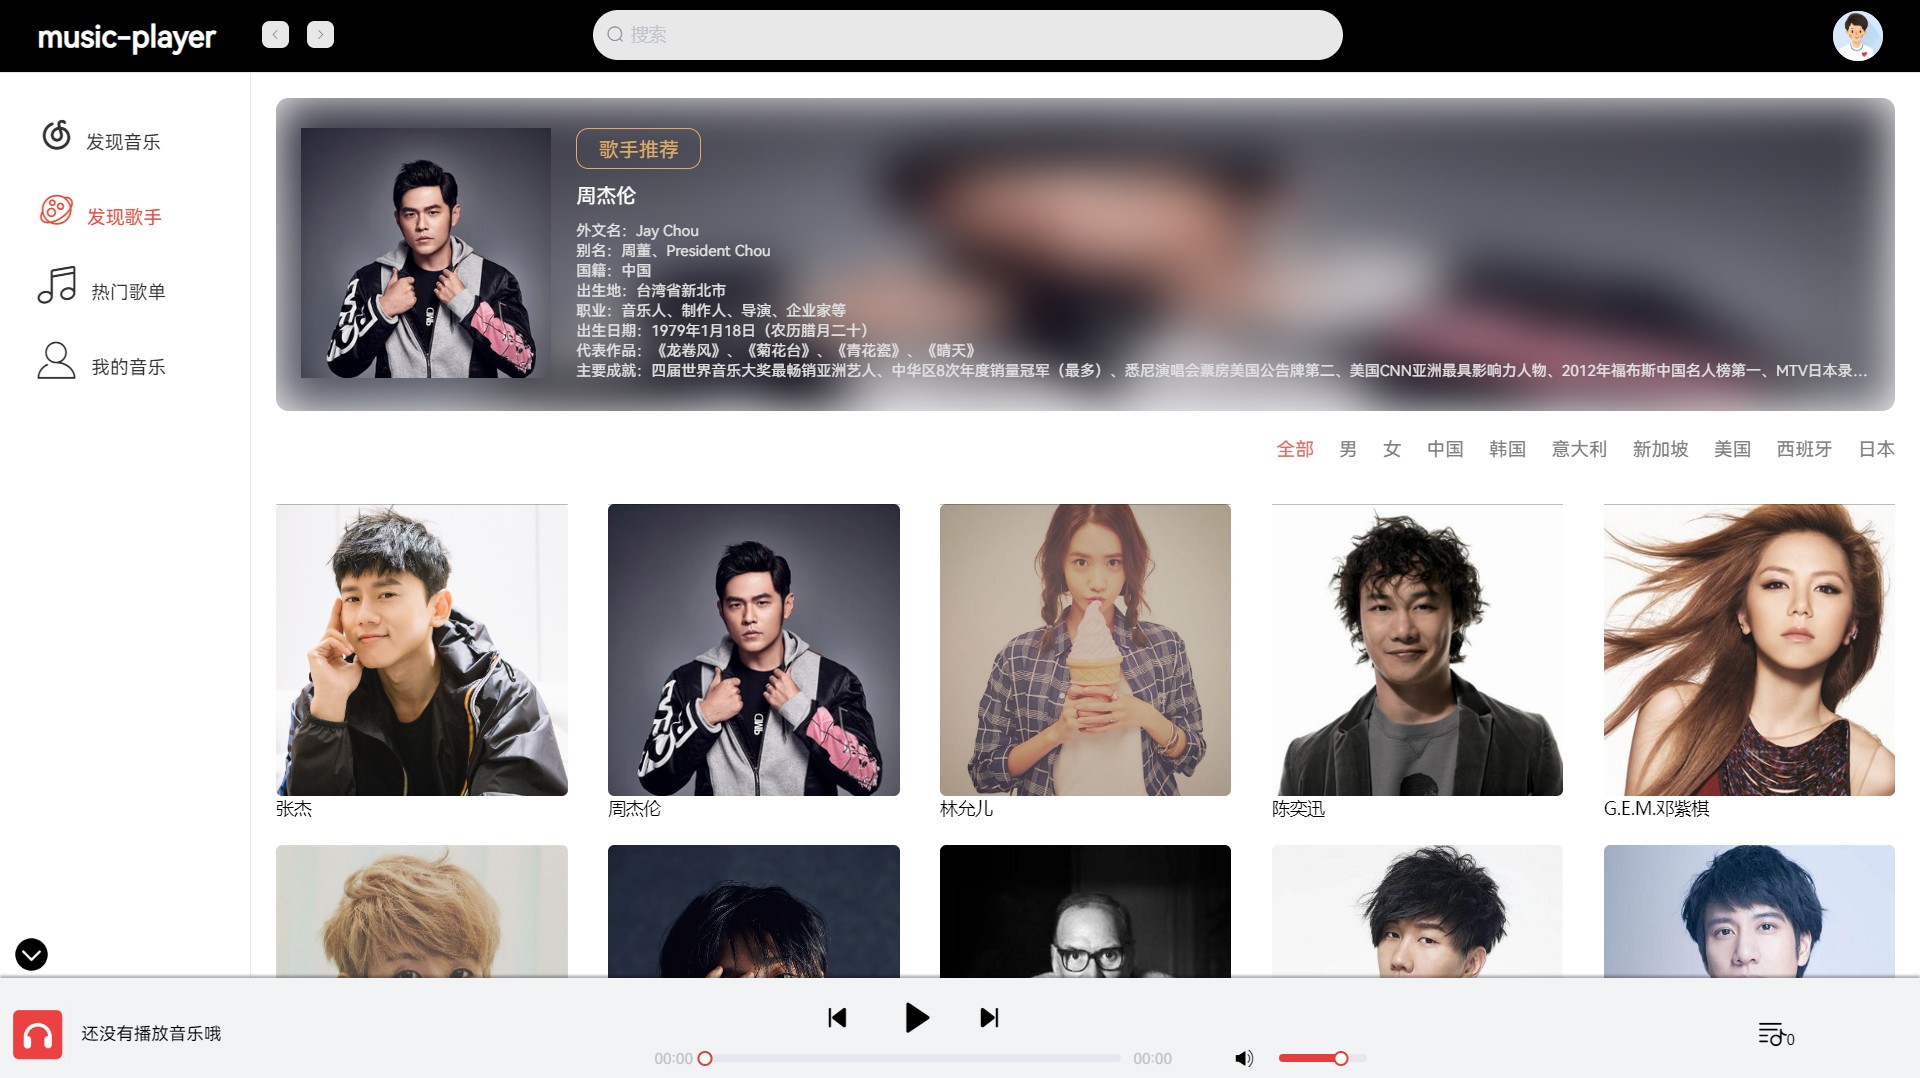 music-player
搜索
发现音乐
发现歌手
热门歌单
我的音乐
歌手推荐
周杰伦
外文名：Jay Chou
别名：周董、President Chou
国籍：中国
出生地：台湾省新北市
职业：音乐人、制作人、导演、企业家等
出生日期：1979年1月18日（农历腊月二十）
代表作品：《龙卷风》、《菊花台》、《青花瓷》、《晴天》
主要成就：四届世界音乐大奖最畅销亚洲艺人、中华区8次年度销量冠军（最多）、悉尼演唱会票房美国公告牌第二、美国CNN亚洲最具影响力人物、2012年福布斯中国名人榜第一、MTV日本录...
全部 男 女 中国 韩国 意大利 新加坡 美国 西班牙 日本
张杰
周杰伦
林允儿
陈奕迅
G.E.M.邓紫棋
还没有播放音乐哦
00:00
00:00
0